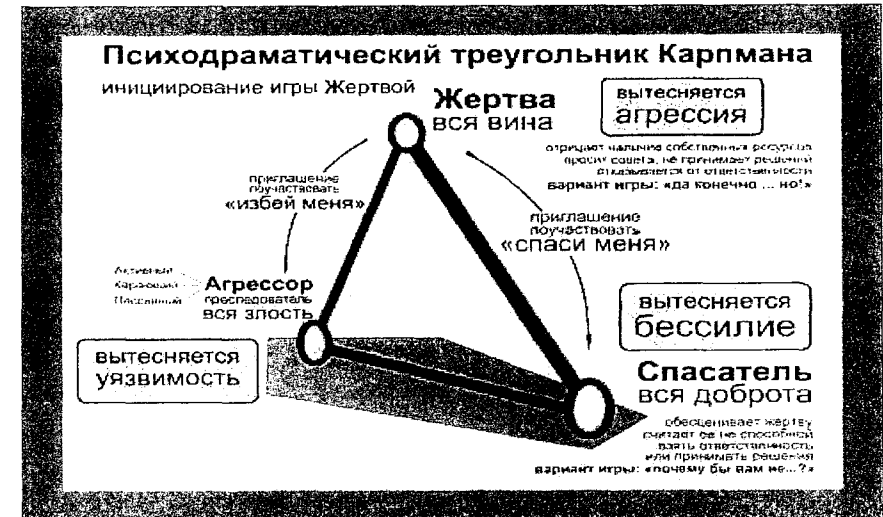 Психодраматический треугольник Карпмана
инициирование игры Жертвой
Жертва
вся вина
вытесняется
агрессия
отрицает наличие собственных ресурсов
просит совета, не принимает решений
отказывается от ответственности
вариант игры: «да конечно ... но!»
приглашение
поучаствовать
«избей меня»
приглашение
поучаствовать
«спаси меня»
Активный
Карающий
Пассивный
Агрессор
преследователь
вся злость
вытесняется
уязвимость
вытесняется
бессилие
Спасатель
вся доброта
обесценивает жертву
считает ее не способной
взять ответственность
или принимать решения
вариант игры: «почему бы вам не...?»